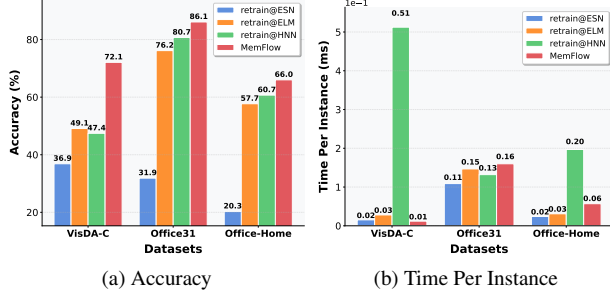 Accuracy (%)
80
60
40
20
36.9
49.1
47.4
72.1
31.9
76.2
80.7
86.1
20.3
57.7
60.7
66.0
retrain@ESN
retrain@ELM
retrain@HNN
MemFlow
VisDA-C
Office31
Office-Home
Datasets
(a) Accuracy
Time Per Instance (ms)
5
4
3
2
1
0
0.02
0.03
0.51
0.01
0.11
0.15
0.13
0.16
0.02
0.03
0.20
0.06
retrain@ESN
retrain@ELM
retrain@HNN
MemFlow
VisDA-C
Office31
Office-Home
Datasets
(b) Time Per Instance